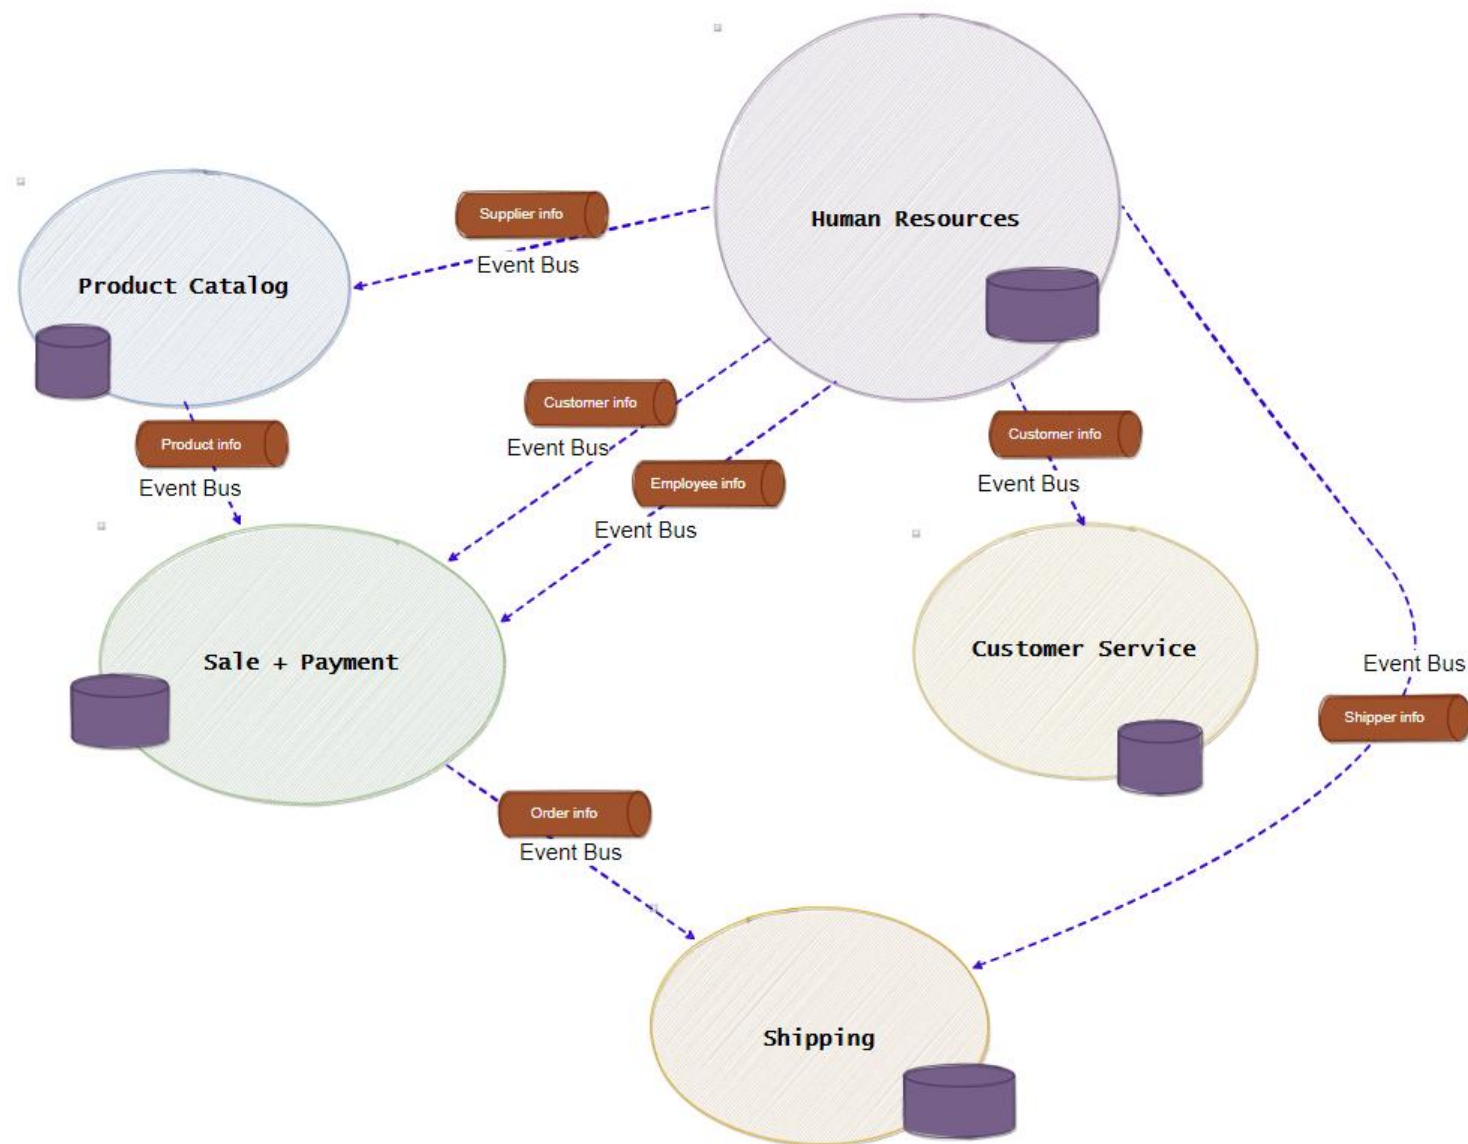 Human Resources
Supplier info
Event Bus
Product Catalog
Customer info
Event Bus
Customer info
Event Bus
Product info
Event Bus
Employee info
Event Bus
Sale + Payment
Customer Service
Event Bus
Shipper info
Order info
Event Bus
Shipping